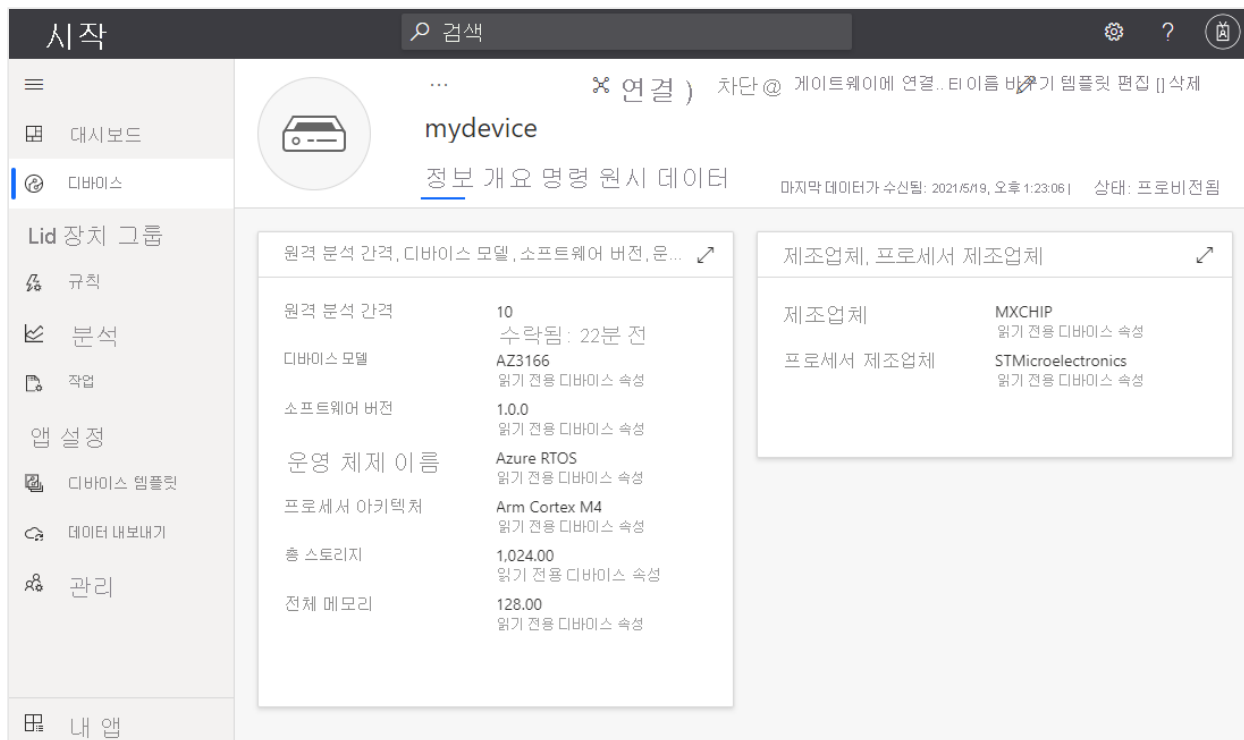 시작
검색
… 연결 ) 차단 @ 게이트웨이에 연결.. 티 이름 바꾸기 템플릿 편집 [] 삭제
mydevice
정보 개요 명령 원시 데이터
마지막 데이터가 수신됨: 2021/5/19, 오후 1:23:06 | 상태: 프로비전됨
대시보드
디바이스
Lid 장치 그룹
규칙
분석
작업
앱 설정
디바이스 템플릿
데이터 내보내기
관리
내 앱
원격 분석 간격, 디바이스 모델, 소프트웨어 버전, 운...
원격 분석 간격
10
수락됨: 22분 전
디바이스 모델
AZ3166
읽기 전용 디바이스 속성
소프트웨어 버전
1.0.0
읽기 전용 디바이스 속성
운영 체제 이름
Azure RTOS
읽기 전용 디바이스 속성
프로세서 아키텍처
Arm Cortex M4
읽기 전용 디바이스 속성
총 스토리지
1,024.00
읽기 전용 디바이스 속성
전체 메모리
128.00
읽기 전용 디바이스 속성
제조업체, 프로세서 제조업체
제조업체
MXCHIP
읽기 전용 디바이스 속성
프로세서 제조업체
STMicroelectronics
읽기 전용 디바이스 속성